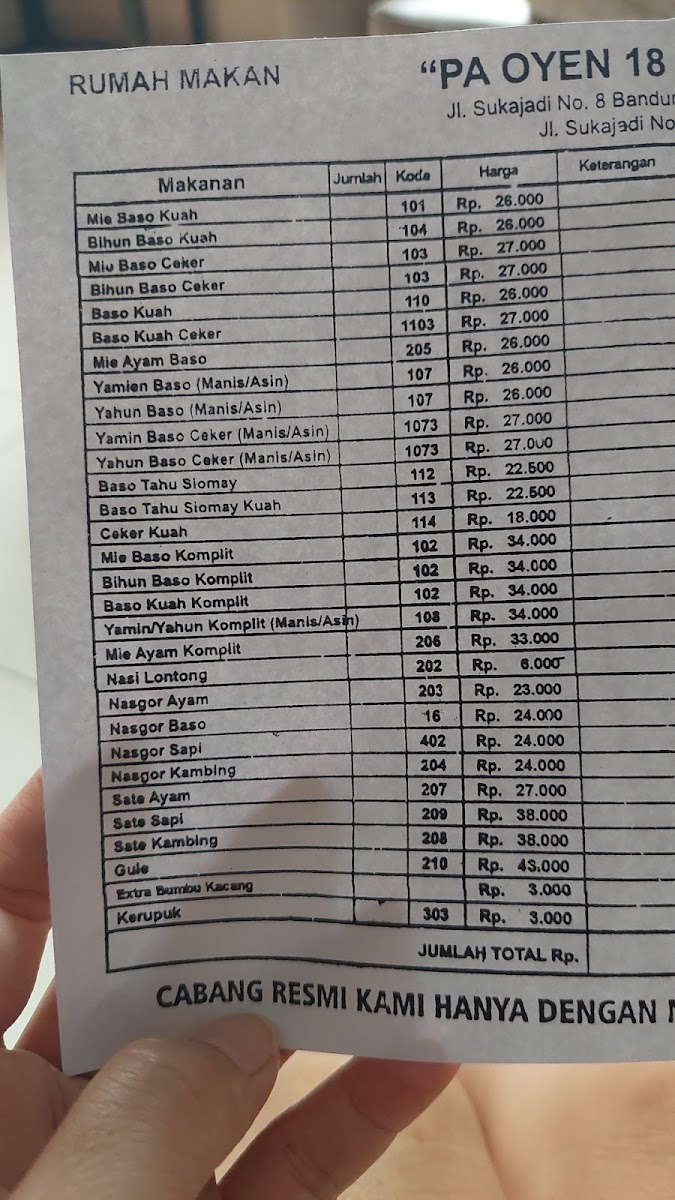 RUMAH MAKAN "PA OYEN 18
Jl. Sukajadi No. 8 Bandu
Jl. Sukajadi No
Makanan Jumlah Kode Harga Keterangan
Mie Baso Kuah 101 Rp. 26.000
Bihun Baso Kuah 104 Rp. 26.000
Mie Baso Ceker 103 Rp. 27.000
Bihun Baso Ceker 103 Rp. 27.000
Baso Kuah 110 Rp. 26.000
Baso Kuah Ceker 1103 Rp. 27.000
Mie Ayam Baso 205 Rp. 26.000
Yamien Baso (Manis/Asin) 107 Rp. 26.000
Yahun Baso (Manis/Asin) 107 Rp. 26.000
Yamin Baso Ceker (Manis/Asin) 1073 Rp. 27.000
Yahun Baso Ceker (Manis/Asin) 1073 Rp. 27.000
Baso Tahu Siomay 112 Rp. 22.500
Baso Tahu Siomay Kuah 113 Rp. 22.500
Ceker Kuah 114 Rp. 18.000
Mie Baso Komplit 102 Rp. 34.000
Bihun Baso Komplit 102 Rp. 34.000
Baso Kuah Komplit 102 Rp. 34.000
Yamin/Yahun Komplit (Manis/Asin) 108 Rp. 34.000
Mie Ayam Komplit 206 Rp. 33.000
Nasi Lontong 202 Rp. 6.000
Nasgor Ayam 203 Rp. 23.000
Nasgor Baso 16 Rp. 24.000
Nasgor Sapi 402 Rp. 24.000
Nasgor Kambing 204 Rp. 24.000
Sate Ayam 207 Rp. 27.000
Sate Sapi 209 Rp. 38.000
Sate Kambing 208 Rp. 38.000
Gule 210 Rp. 43.000
Extra Bumbu Kacang Rp. 3.000
Kerupuk 303 Rp. 3.000
JUMLAH TOTAL Rp.
CABANG RESMI KAMI HANYA DENGAN